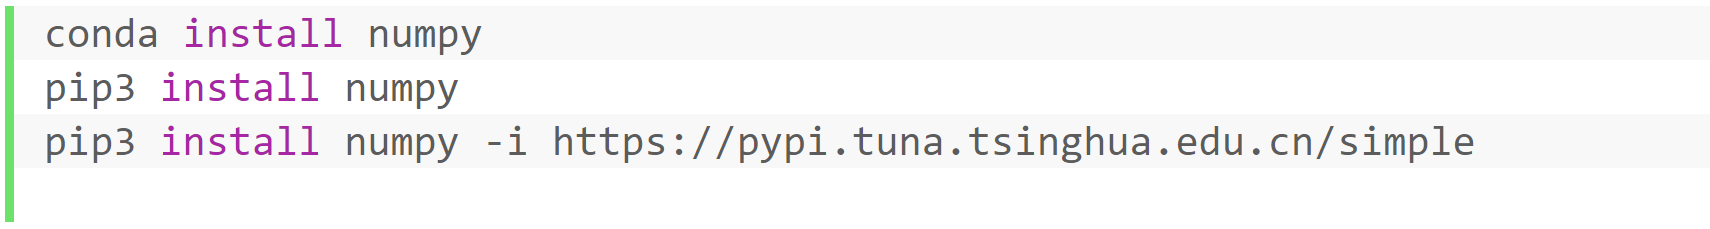 conda install numpy
pip3 install numpy
pip3 install numpy -i https://pypi.tuna.tsinghua.edu.cn/simple